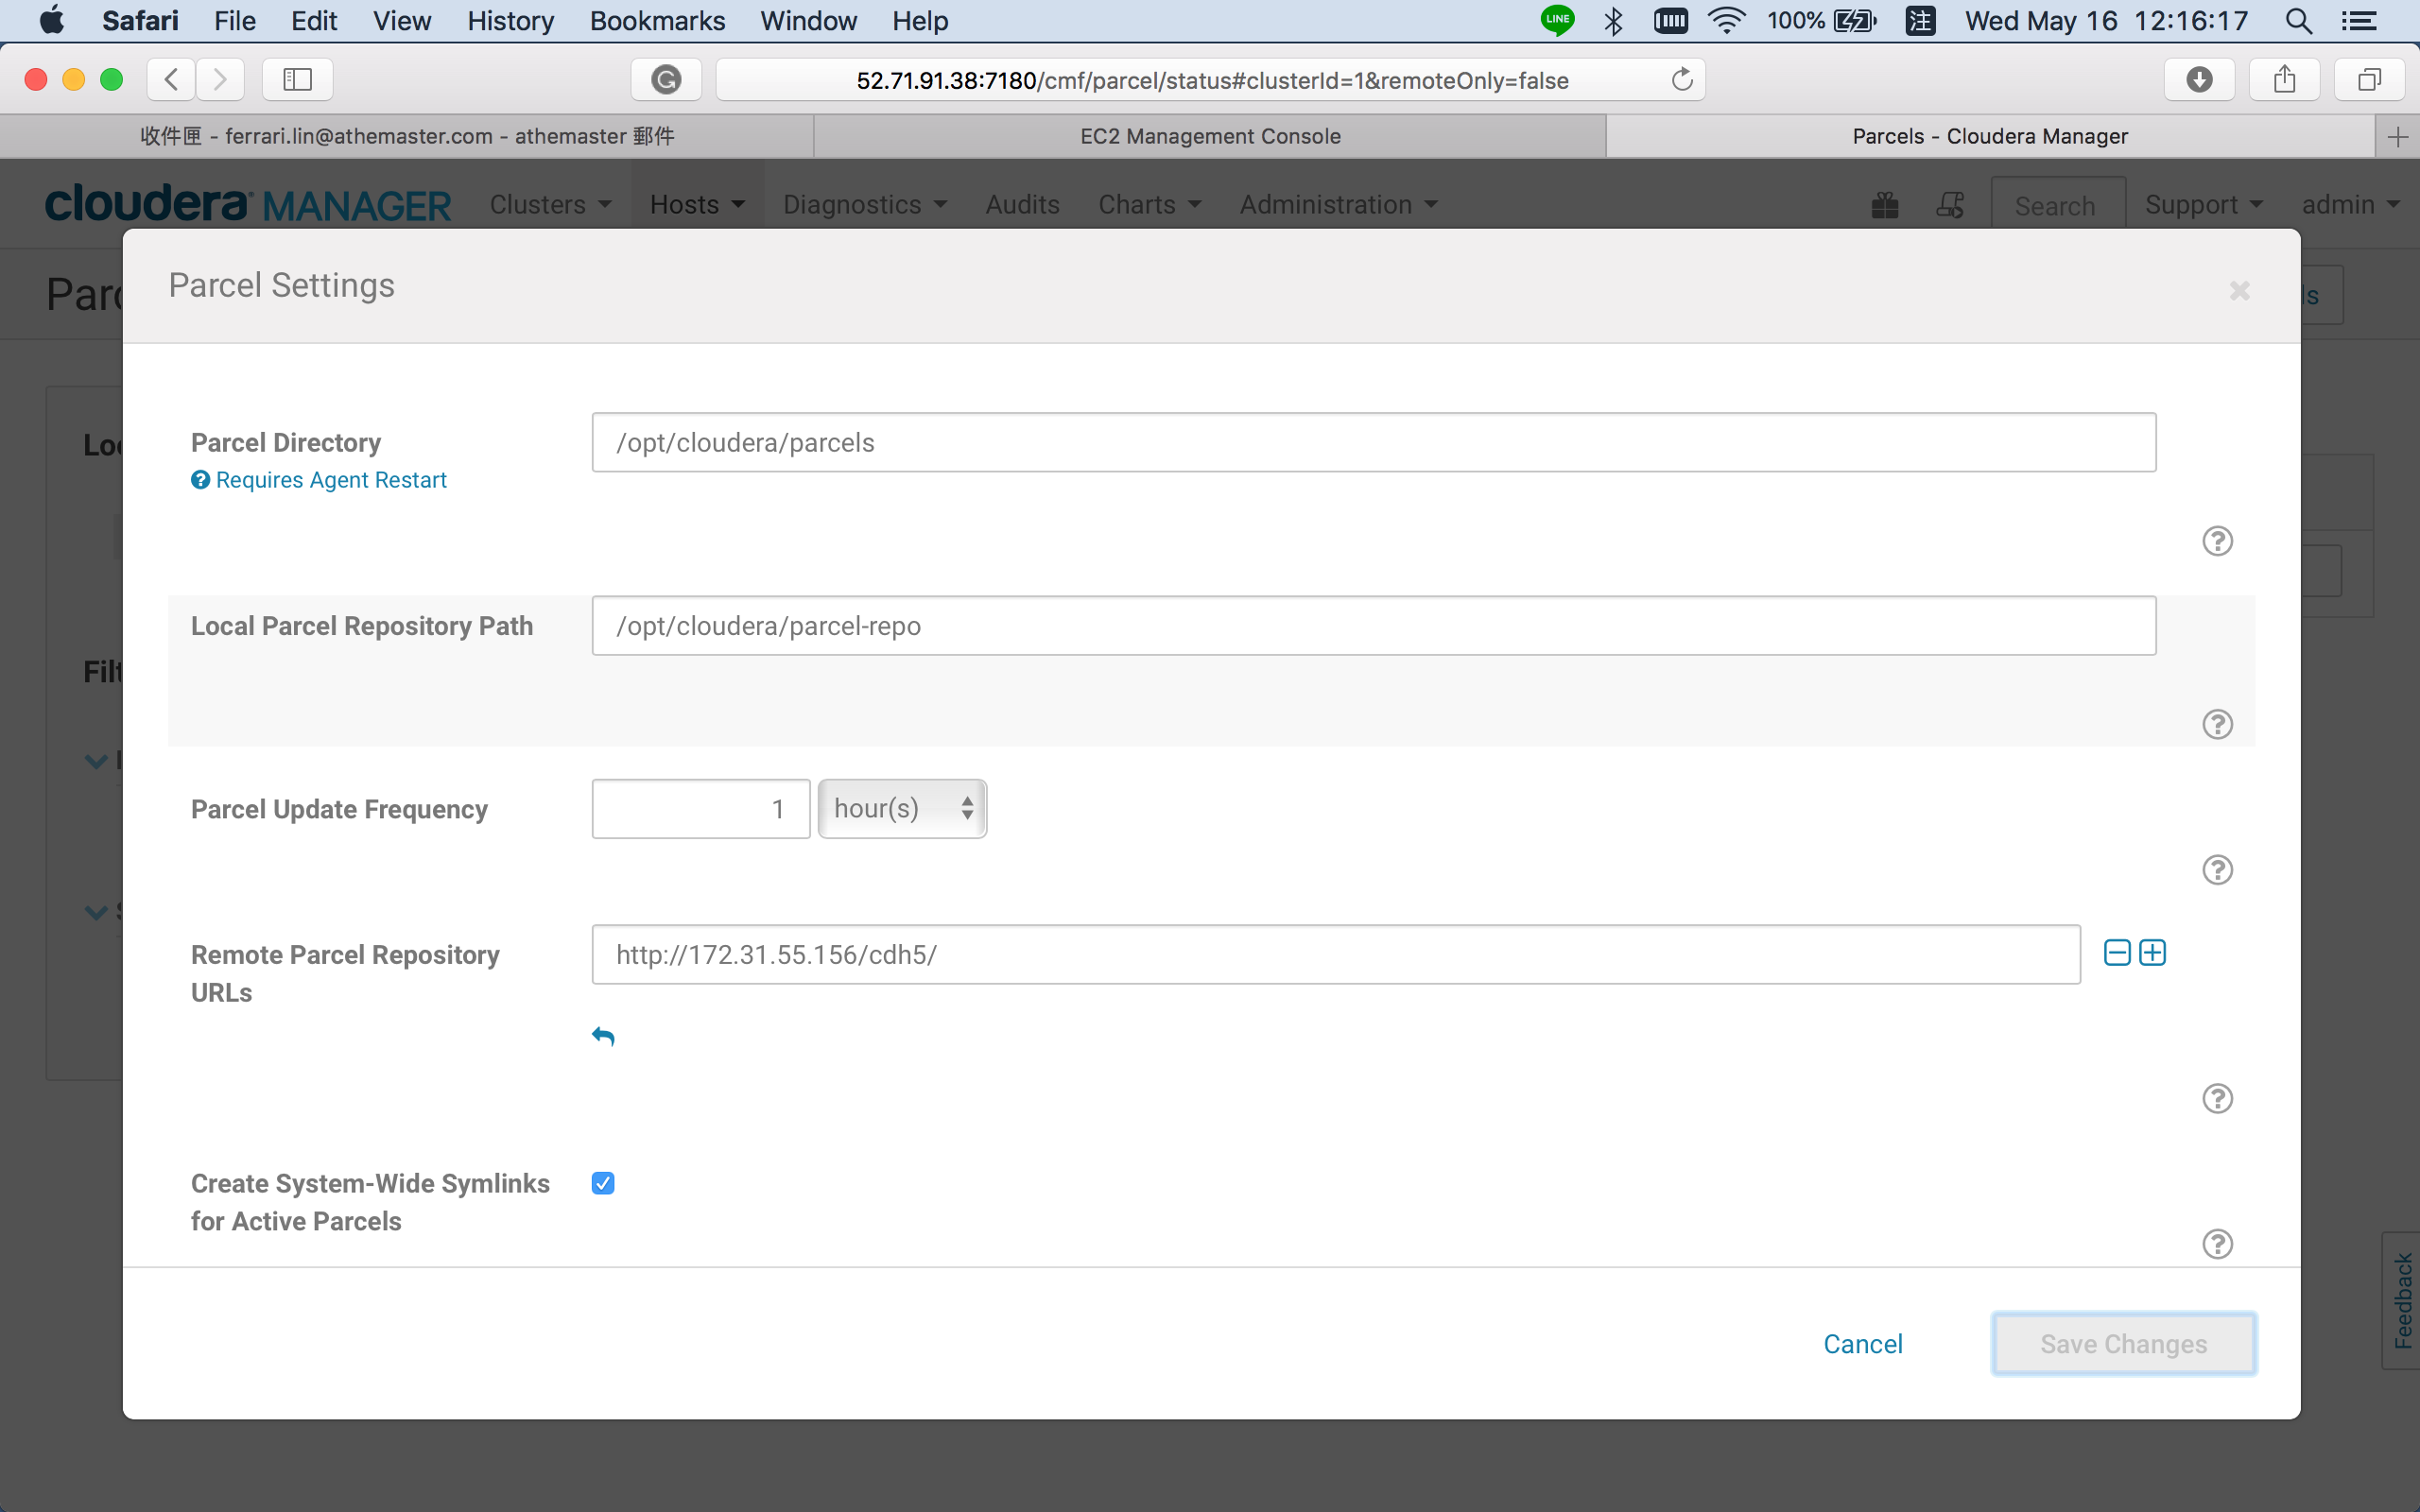 Safari File Edit View History Bookmarks Window Help LINE 100% 注 Wed May 16 12:16:17
52.71.91.38:7180/cmf/parcel/status#clusterId=1&remoteOnly=false
收件匣 - ferrari.lin@athemaster.com - athemaster 郵件 EC2 Management Console Parcels - Cloudera Manager
cloudera MANAGER Clusters Hosts Diagnostics Audits Charts Administration Search Support admin
Parcel Settings
Parcel Directory /opt/cloudera/parcels
Requires Agent Restart
Local Parcel Repository Path /opt/cloudera/parcel-repo
Parcel Update Frequency 1 hour(s)
Remote Parcel Repository http://172.31.55.156/cdh5/
URLs
Create System-Wide Symlinks
for Active Parcels
Feedback
Cancel Save Changes